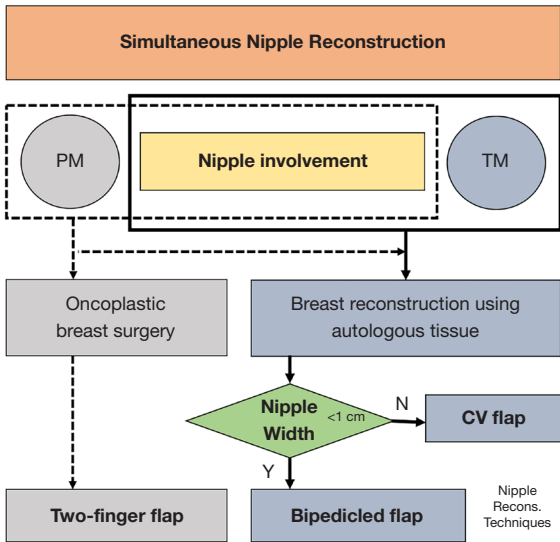 Simultaneous Nipple Reconstruction
PM
Nipple involvement
TM
Oncoplastic
breast surgery
Breast reconstruction using
autologous tissue
Nipple <1 cm
Width
N
CV flap
Y
Two-finger flap
Bipedicled flap
Nipple
Recons.
Techniques